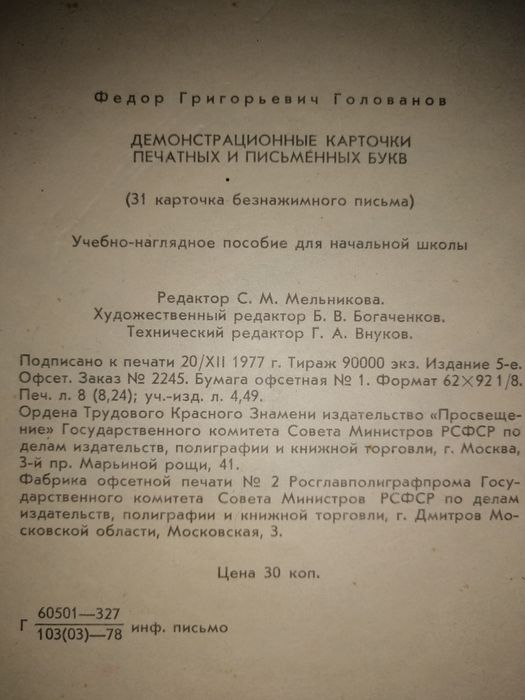 Федор Григорьевич Голованов
ДЕМОНСТРАЦИОННЫЕ КАРТОЧКИ
ПЕЧАТНЫХ И ПИСЬМЕННЫХ БУКВ
(31 карточка безнажимного письма)
Учебно-наглядное пособие для начальной школы
Редактор С. М. Мельникова.
Художественный редактор Б. В. Богаченков.
Технический редактор Г. А. Внуков.
Подписано к печати 20/XII 1977 г. Тираж 90000 экз. Издание 5-е.
Офсет. Заказ № 2245. Бумага офсетная № 1. Формат 62×92 1/8.
Печ. л. 8 (8,24); уч.-изд. л. 4,49.
Ордена Трудового Красного Знамени издательство «Просвеще-
ние» Государственного комитета Совета Министров РСФСР по
делам издательств, полиграфии и книжной торговли, г. Москва,
3-й пр. Марьиной рощи, 41.
Фабрика офсетной печати № 2 Росглавполиграфпрома Госу-
дарственного комитета Совета Министров РСФСР по делам
издательств, полиграфии и книжной торговли, г. Дмитров Мо-
сковской области, Московская, 3.
Цена 30 коп.
60501—327
Г инф. письмо
103(03)—78